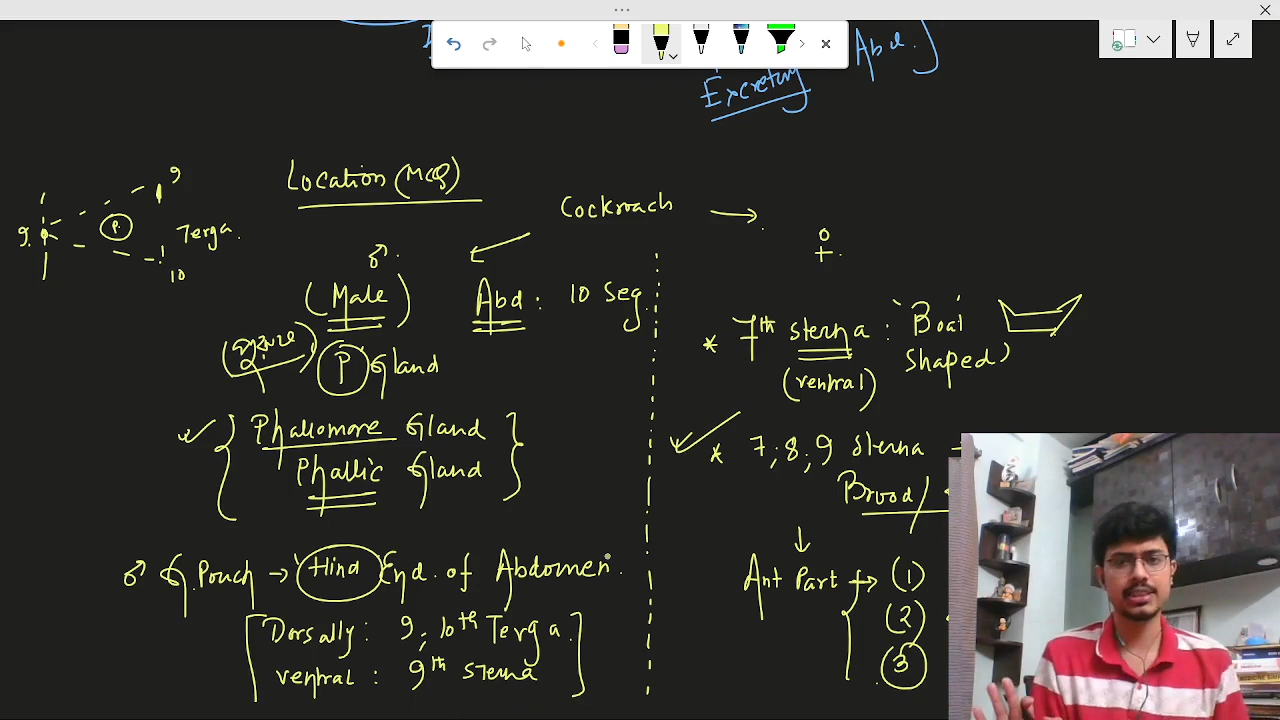 Abd.
Excretory
Location (MCQ)
9
P.
9.
Terga.
10
Cockroach →
♂
♀
(Male)
Abd : 10 Seg.
P Gland
* 7th sterna : 'Boat'
shaped)
(ventral)
Phallomore Gland
Phallic Gland
* 7, 8, 9 sterna
Brood/
♂ G. Pouch → Hind End of Abdomen.
Ant Part → (1)
(2)
(3)
Dorsally : 9, 10th Terga.
ventral : 9th sterna